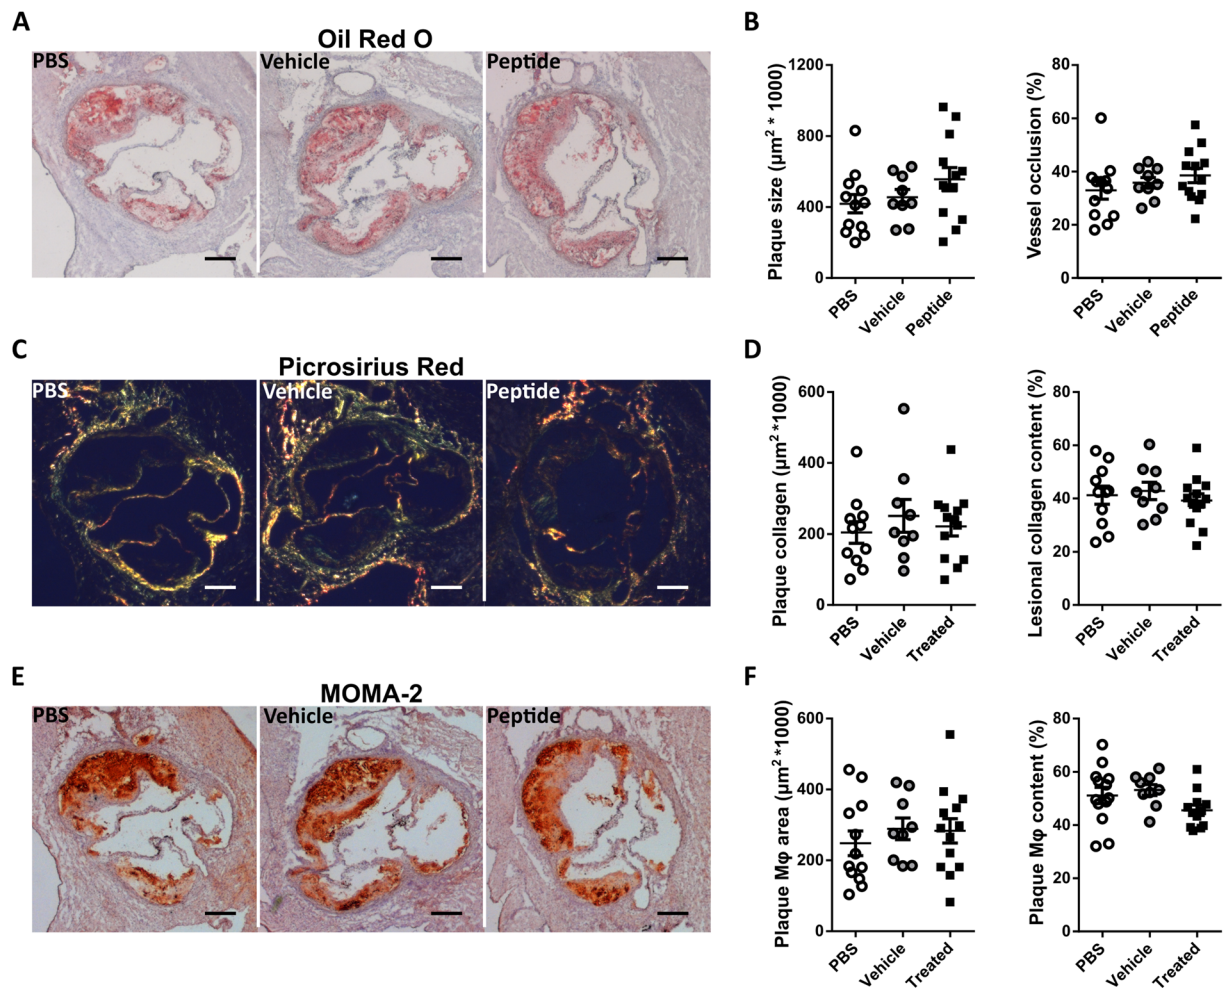 A
Oil Red O
PBS
Vehicle
Peptide
B
Plaque size (µm² * 1000)
1200
800
400
0
PBS
Vehicle
Peptide
Vessel occlusion (%)
80
60
40
20
0
PBS
Vehicle
Peptide
C
Picrosirius Red
PBS
Vehicle
Peptide
D
Plaque collagen (µm² *1000)
600
400
200
0
PBS
Vehicle
Treated
Lesional collagen content (%)
80
60
40
20
0
PBS
Vehicle
Treated
E
MOMA-2
PBS
Vehicle
Peptide
F
Plaque Mφ area (µm² *1000)
600
400
200
0
PBS
Vehicle
Treated
Plaque Mφ content (%)
80
60
40
20
0
PBS
Vehicle
Treated